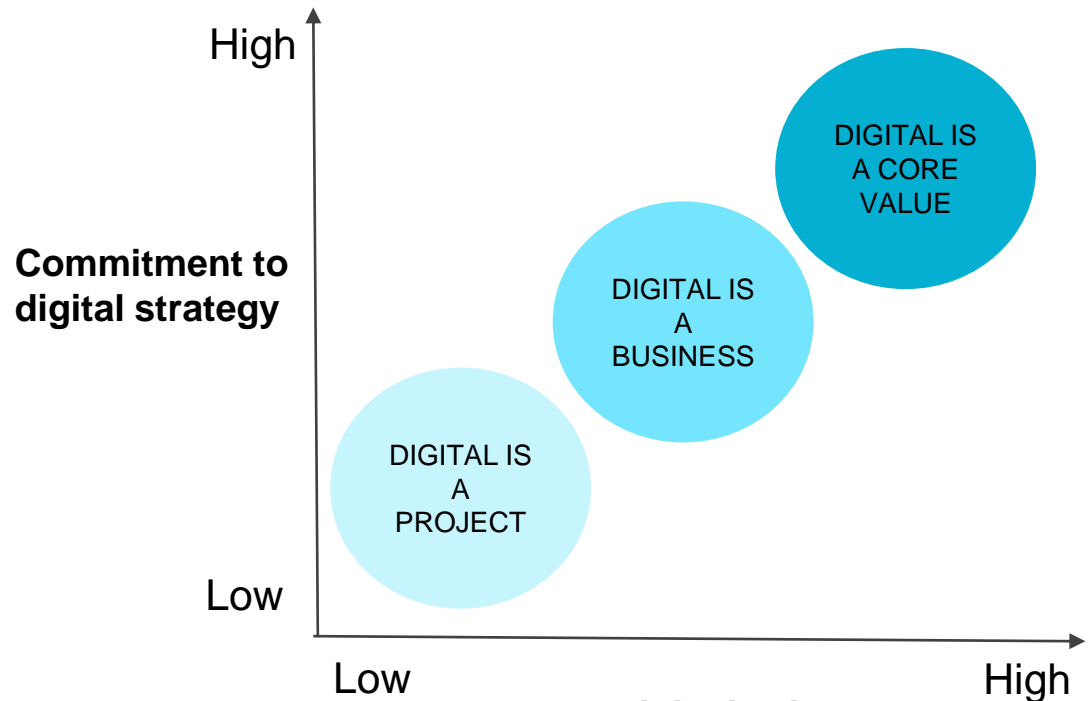 High
DIGITAL IS
A CORE
VALUE
Commitment to
digital strategy
DIGITAL IS
A
BUSINESS
DIGITAL IS
A
PROJECT
Low
Low
High